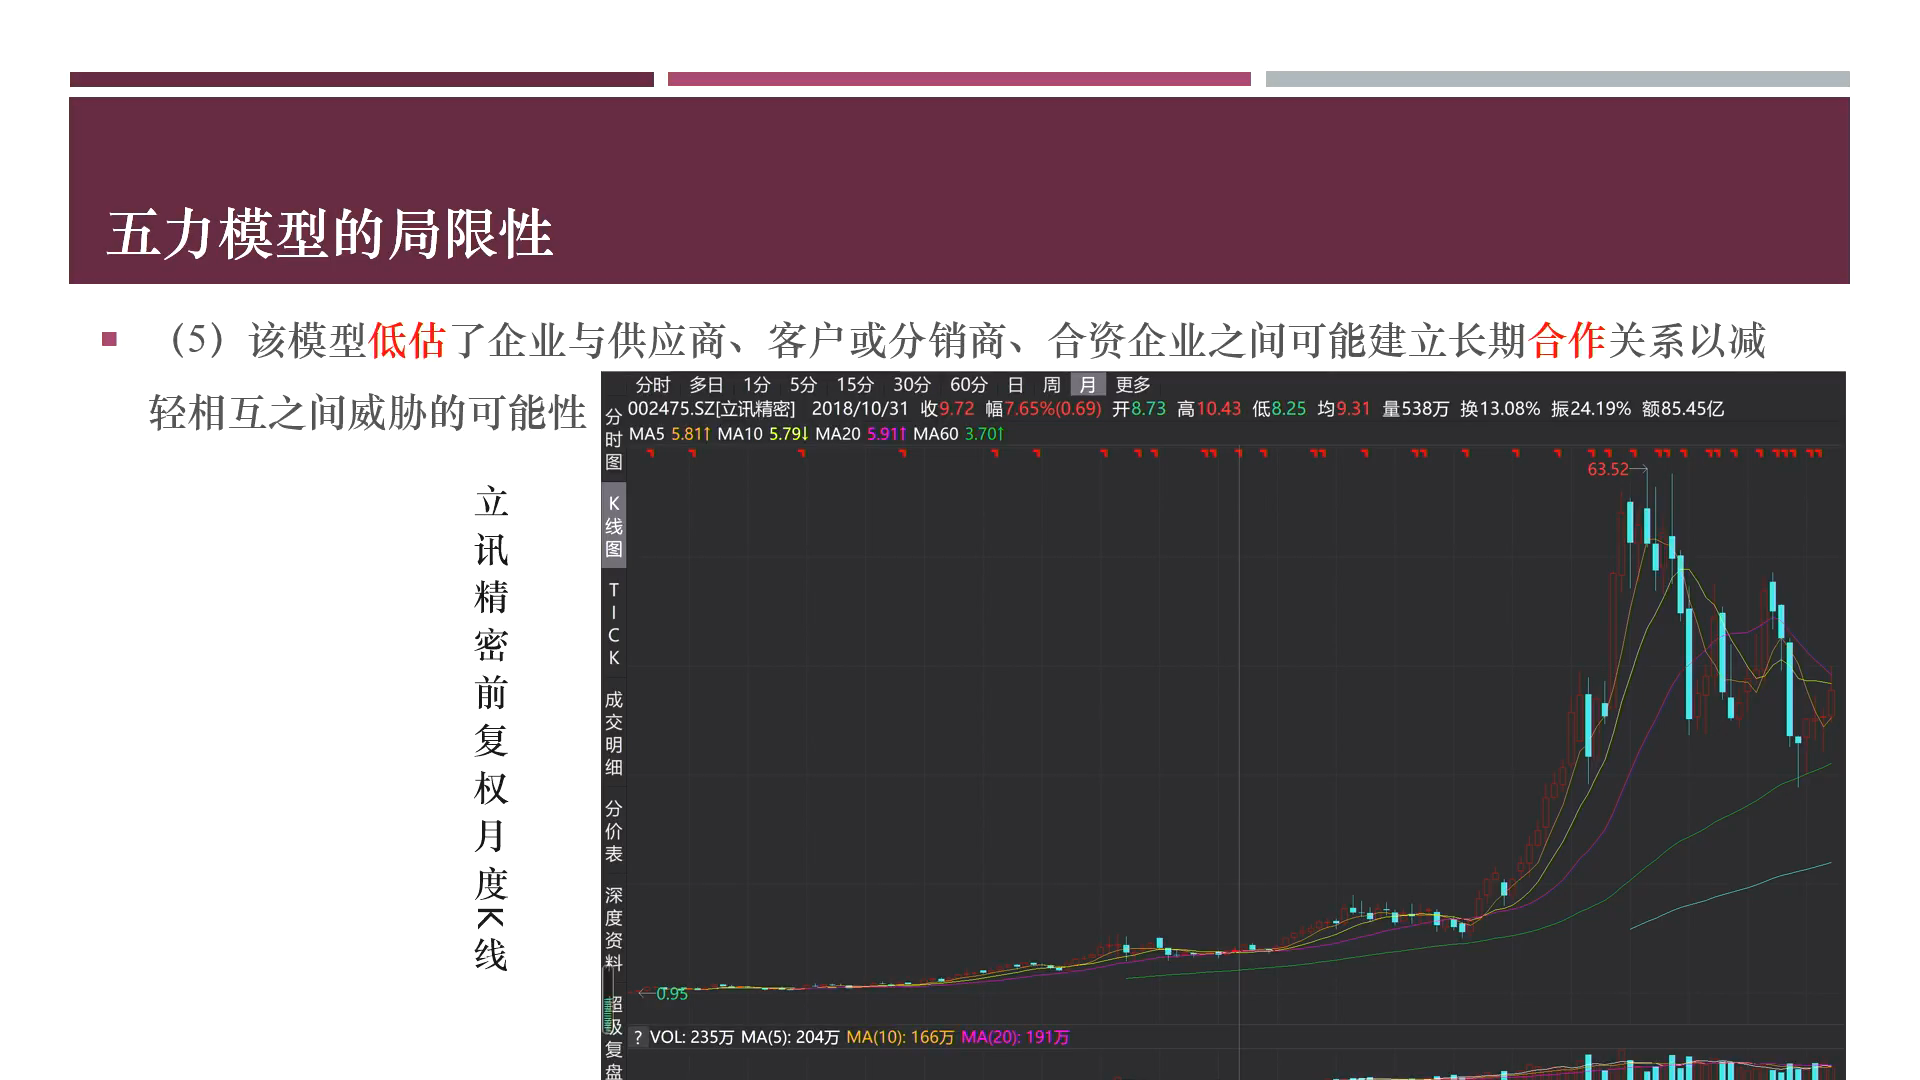 五力模型的局限性
（5）该模型低估了企业与供应商、客户或分销商、合资企业之间可能建立长期合作关系以减
轻相互之间威胁的可能性
立讯精密前复权月度K线
分时 多日 1分 5分 15分 30分 60分 日 周 月 更多
002475.SZ[立讯精密] 2018/10/31 收9.72 幅7.65%(0.69) 开8.73 高10.43 低8.25 均9.31 量538万 换13.08% 振24.19% 额85.45亿
MA5 5.81↑ MA10 5.79↓ MA20 5.91↑ MA60 3.70↑
分时图
K线图
TICK
成交明细
分价表
深度资料
超级复盘
63.52
0.95
? VOL: 235万 MA(5): 204万 MA(10): 166万 MA(20): 191万